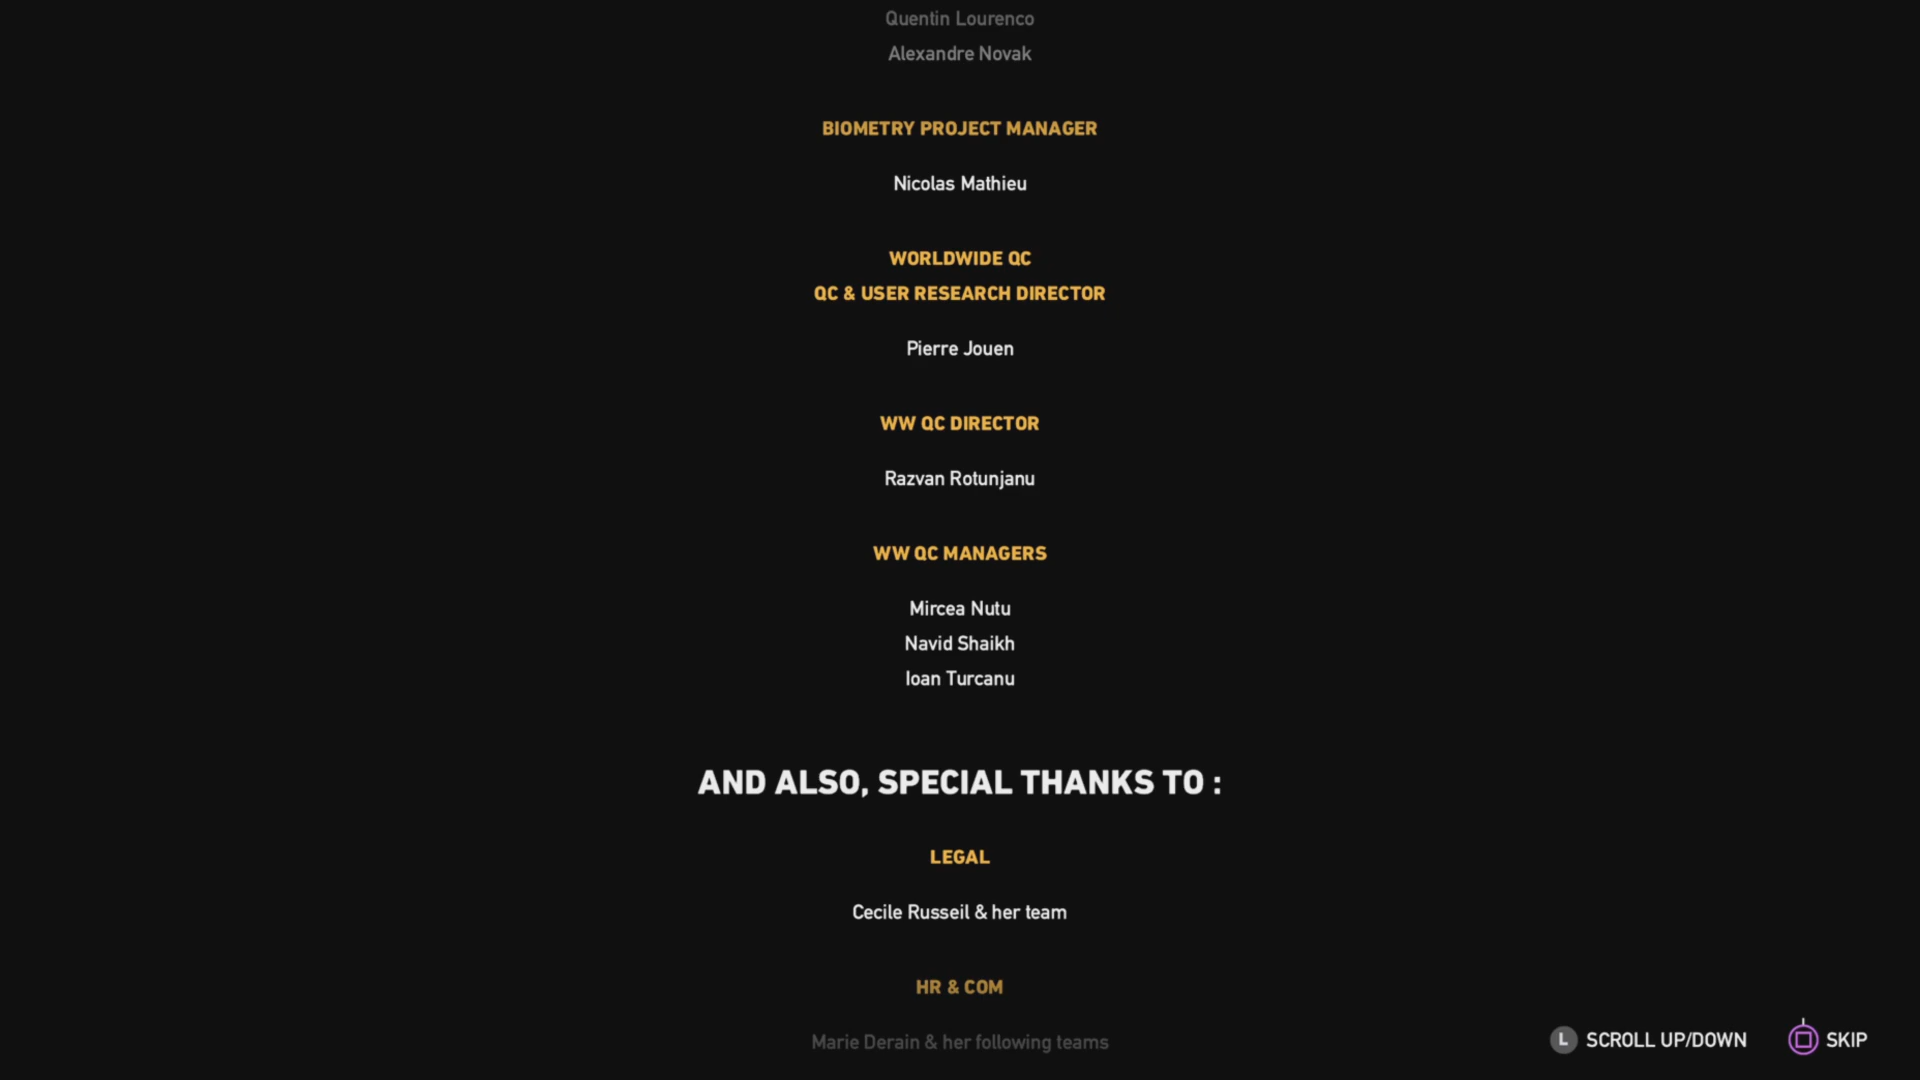 Quentin Lourenco
Alexandre Novak
BIOMETRY PROJECT MANAGER
Nicolas Mathieu
WORLDWIDE QC
QC & USER RESEARCH DIRECTOR
Pierre Jouen
WW QC DIRECTOR
Razvan Rotunjanu
WW QC MANAGERS
Mircea Nutu
Navid Shaikh
Ioan Turcanu
AND ALSO, SPECIAL THANKS TO :
LEGAL
Cecile Russeil & her team
HR & COM
Marie Derain & her following teams
L SCROLL UP/DOWN SKIP